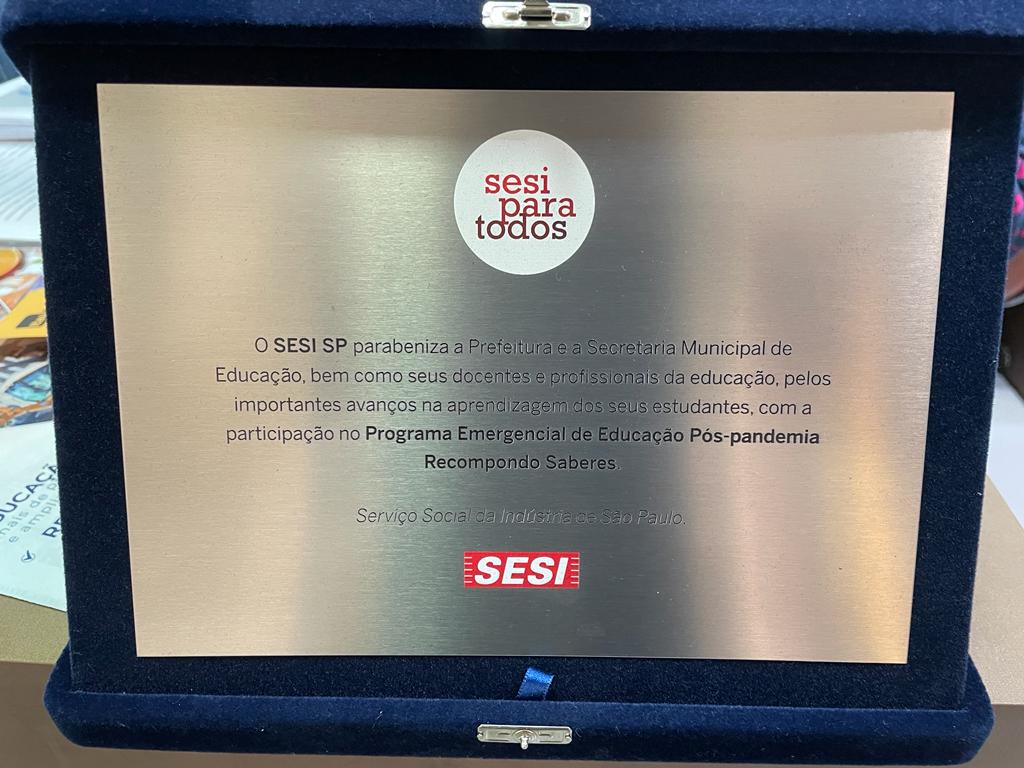 sesi
para
todos
O SESI SP parabeniza a Prefeitura e a Secretaria Municipal de
Educação, bem como seus docentes e profissionais da educação, pelos
importantes avanços na aprendizagem dos seus estudantes, com a
participação no Programa Emergencial de Educação Pós-pandemia
Recompondo Saberes.
Serviço Social da Indústria de São Paulo.
SESI